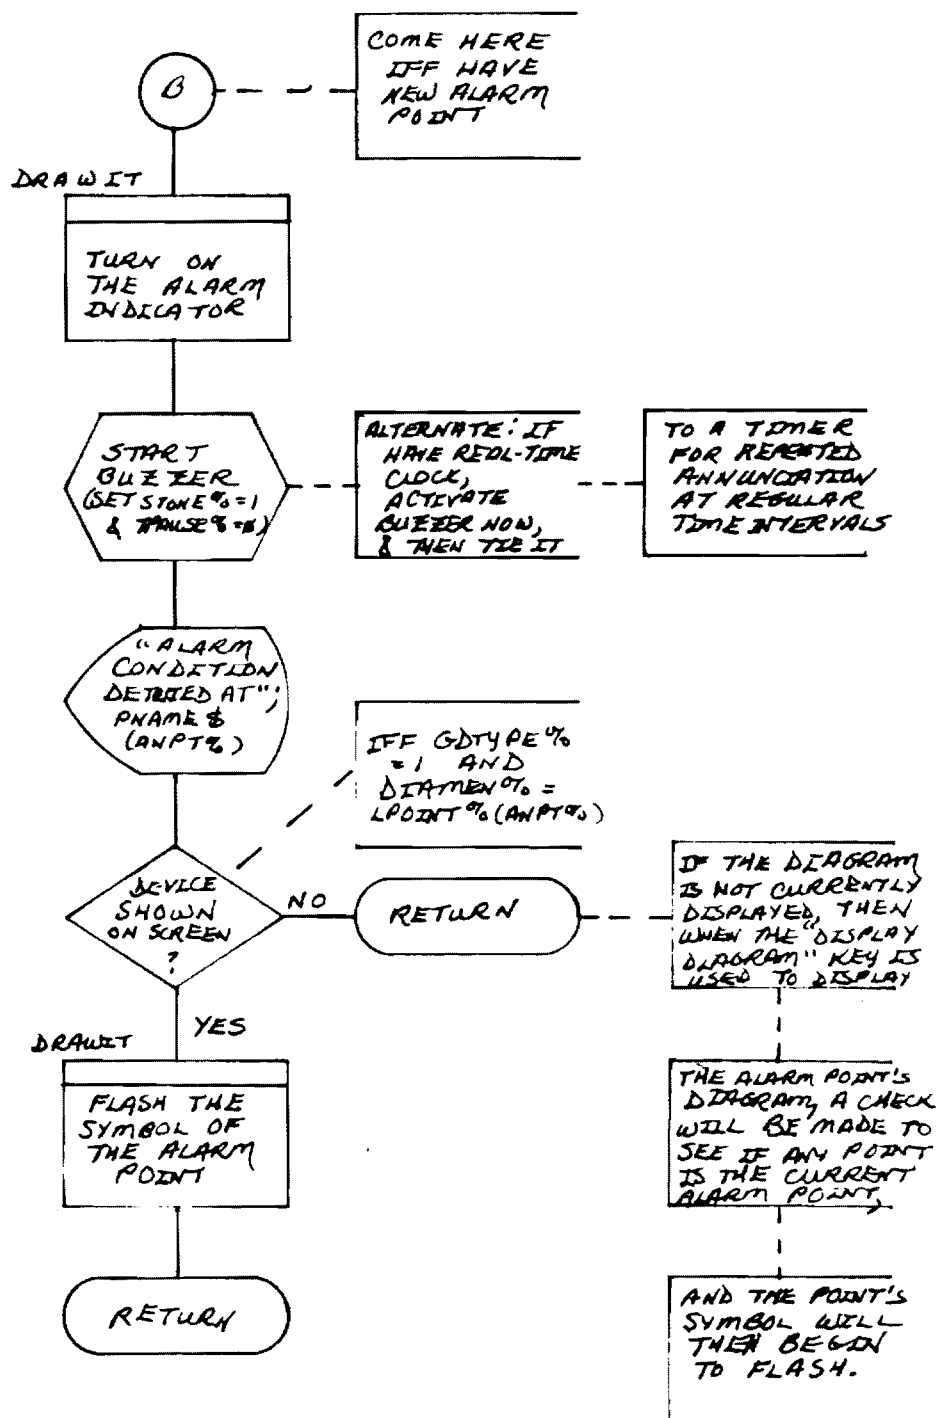 B
COME HERE
IFF HAVE
NEW ALARM
POINT
DRAWIT
TURN ON
THE ALARM
INDICATOR
START
BUZZER
(SET STONE%=1
&
ALTERNATE: IF
HAVE REAL-TIME
CLOCK,
ACTIVATE
BUZZER NOW,
& THEN TIE IT
TO A TIMER
FOR REPEATED
ANNUNCIATION
AT REGULAR
TIME INTERVALS
"ALARM
CONDITION
AT";
PNAME$
(ANPT%)
IFF GDTYPE%
=1 AND
DIAMEN%=
LPOINT%(ANPT%)
DEVICE
SHOWN
ON SCREEN
?
NO
RETURN
IF THE DIAGRAM
IS NOT CURRENTLY
DISPLAYED, THEN
WHEN THE "DISPLAY
DIAGRAM" KEY IS
USED TO DISPLAY
YES
DRAWIT
FLASH THE
SYMBOL OF
THE ALARM
POINT
THE ALARM POINT'S
DIAGRAM, A CHECK
WILL BE MADE TO
SEE IF ANY POINT
IS THE CURRENT
ALARM POINT,
RETURN
AND THE POINT'S
SYMBOL WILL
THEN BEGIN
TO FLASH.